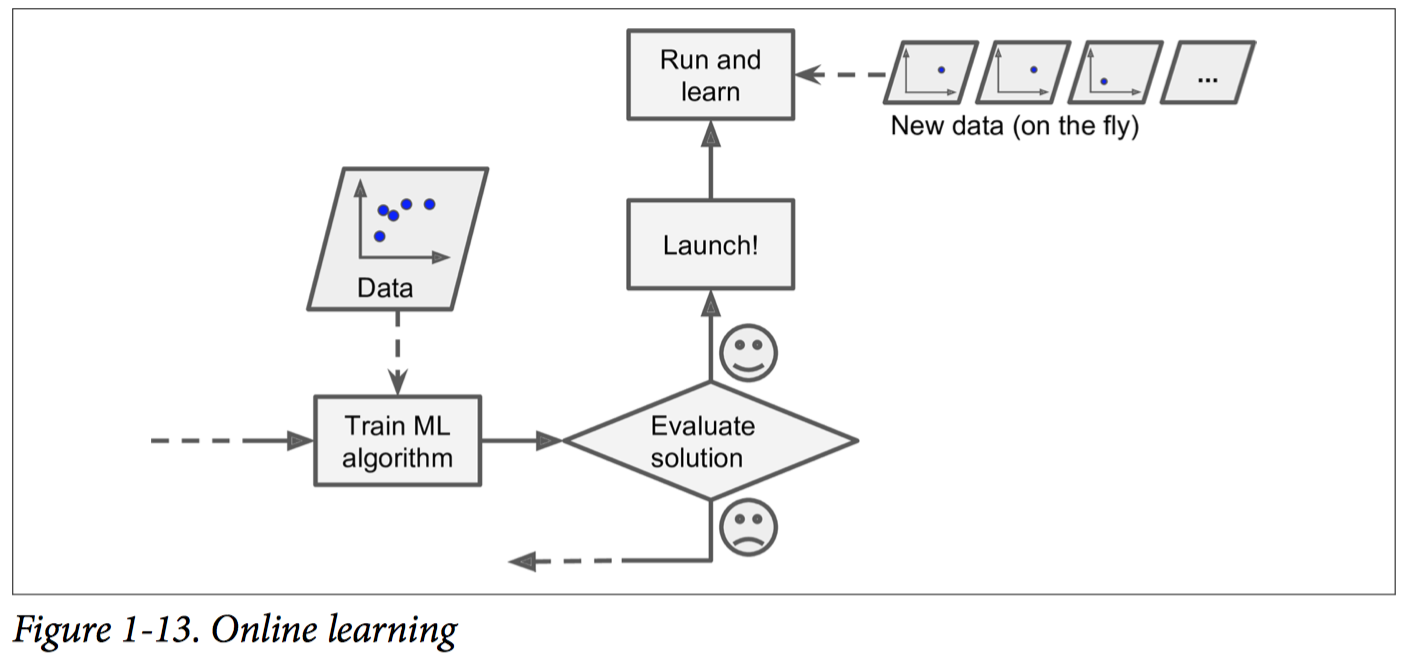 Run and
learn
...
New data (on the fly)
Launch!
Data
Train ML
algorithm
Evaluate
solution
Figure 1-13. Online learning